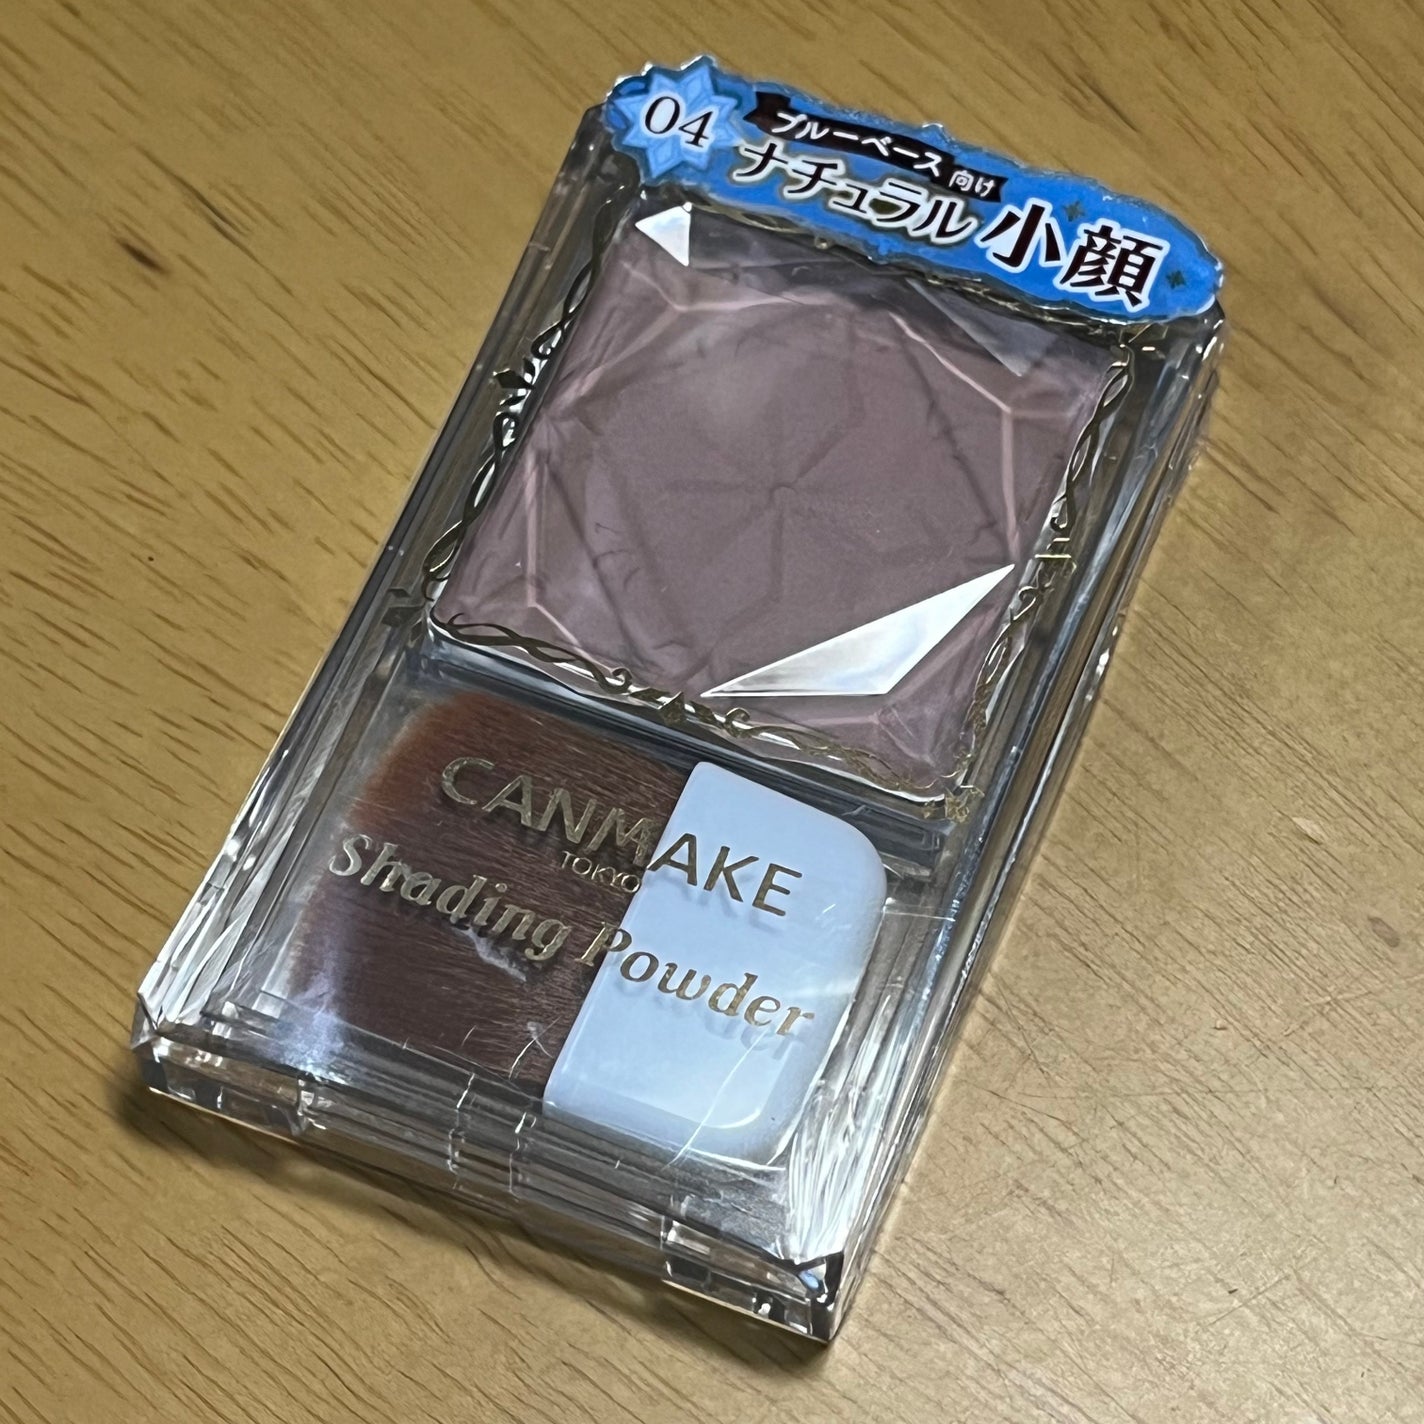 04
ブルーベース向け
ナチュラル小顔
CANMAKE
TOKYO
Shading Powder